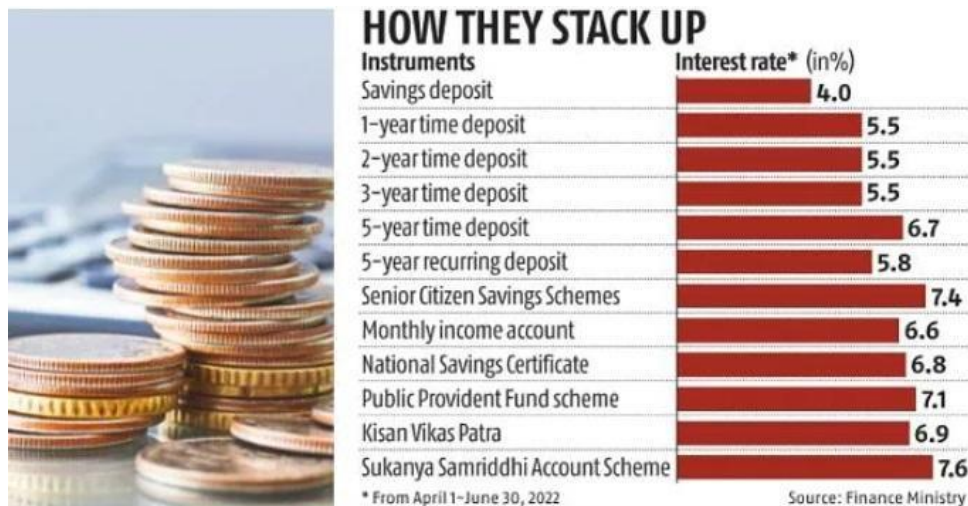 HOW THEY STACK UP
Instruments Interest rate* (in%)
Savings deposit 4.0
1-year time deposit 5.5
2-year time deposit 5.5
3-year time deposit 5.5
5-year time deposit 6.7
5-year recurring deposit 5.8
Senior Citizen Savings Schemes 7.4
Monthly income account 6.6
National Savings Certificate 6.8
Public Provident Fund scheme 7.1
Kisan Vikas Patra 6.9
Sukanya Samriddhi Account Scheme 7.6
* From April 1-June 30, 2022 Source: Finance Ministry